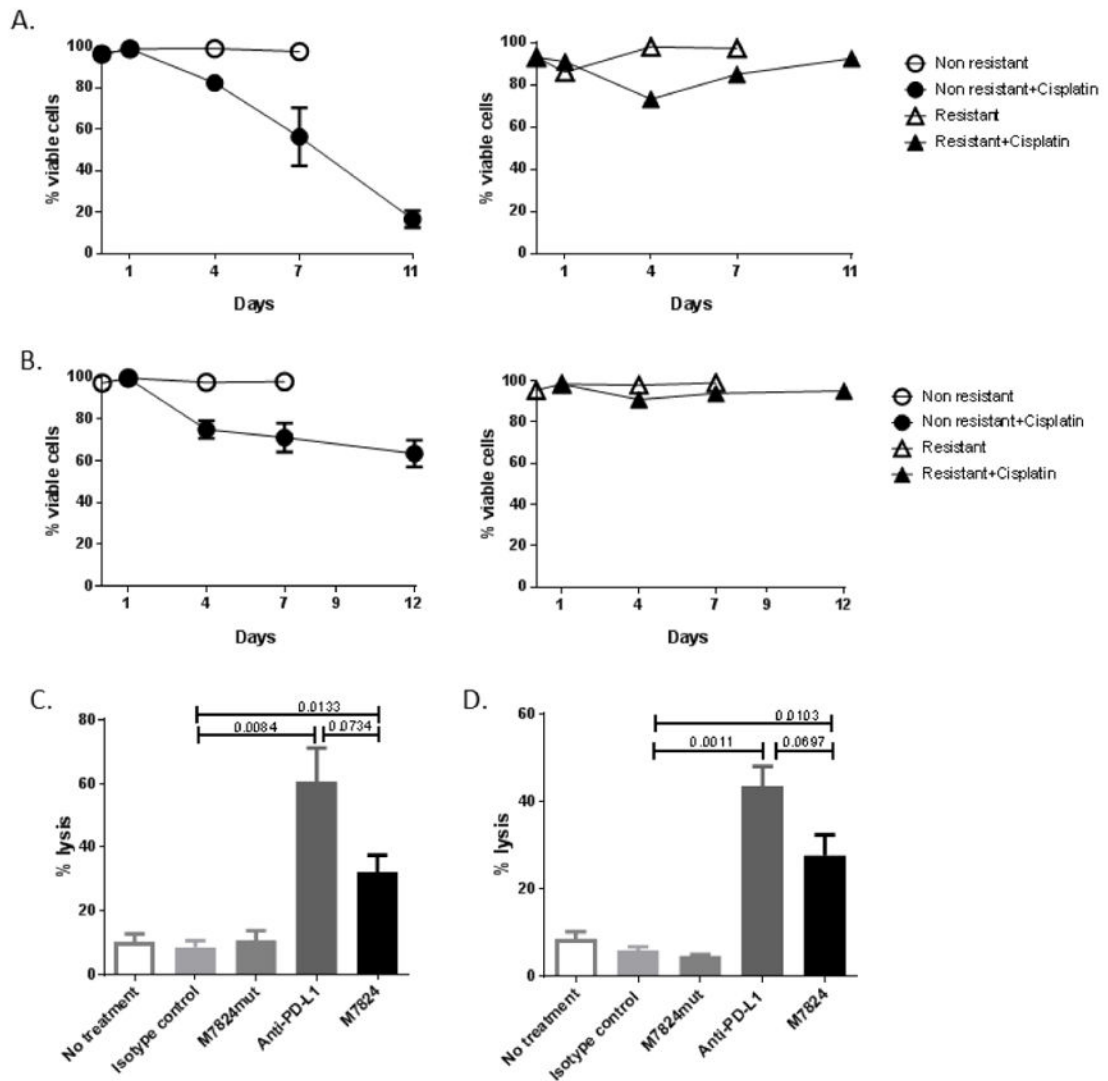 A.
100
80
60
40
20
0
% viable cells
1 4 7 11
Days
100
80
60
40
20
0
% viable cells
1 4 7 11
Days
Non resistant
Non resistant+Cisplatin
Resistant
Resistant+Cisplatin
B.
100
80
60
40
20
0
% viable cells
1 4 7 9 12
Days
100
80
60
40
20
0
% viable cells
1 4 7 9 12
Days
Non resistant
Non resistant+Cisplatin
Resistant
Resistant+Cisplatin
C.
80
60
40
20
0
% lysis
0.0133
0.0084 0.0734
No treatment
Isotype control
M7824mut
Anti-PD-L1
M7824
D.
60
40
20
0
% lysis
0.0103
0.0011 0.0697
No treatment
Isotype control
M7824mut
Anti-PD-L1
M7824